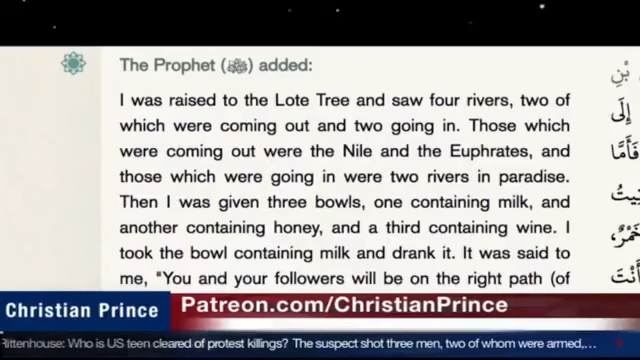 The Prophet (ﷺ) added:
I was raised to the Lote Tree and saw four rivers, two of
which were coming out and two going in. Those which
were coming out were the Nile and the Euphrates, and
those which were going in were two rivers in paradise.
Then I was given three bowls, one containing milk, and
another containing honey, and a third containing wine. I
took the bowl containing milk and drank it. It was said to
me, "You and your followers will be on the right path (of
بْنِ
إِلَى
فَأَمَّا
خَمْرٌ،
أَنْتَ
Christian Prince
Patreon.com/ChristianPrince
Rittenhouse: Who is US teen cleared of protest killings? The suspect shot three men, two of whom were armed,...